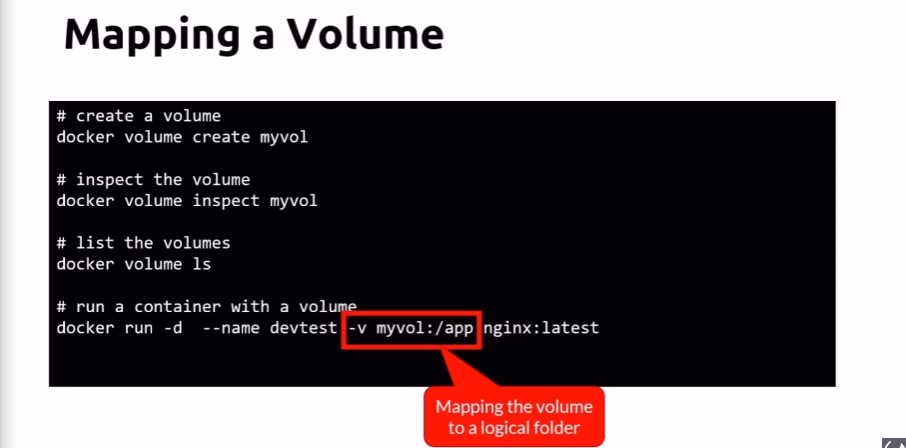 Mapping a Volume
# create a volume
docker volume create myvol
# inspect the volume
docker volume inspect myvol
# list the volumes
docker volume ls
# run a container with a volume
docker run -d  --name devtest -v myvol:/app nginx:latest
Mapping the volume
to a logical folder